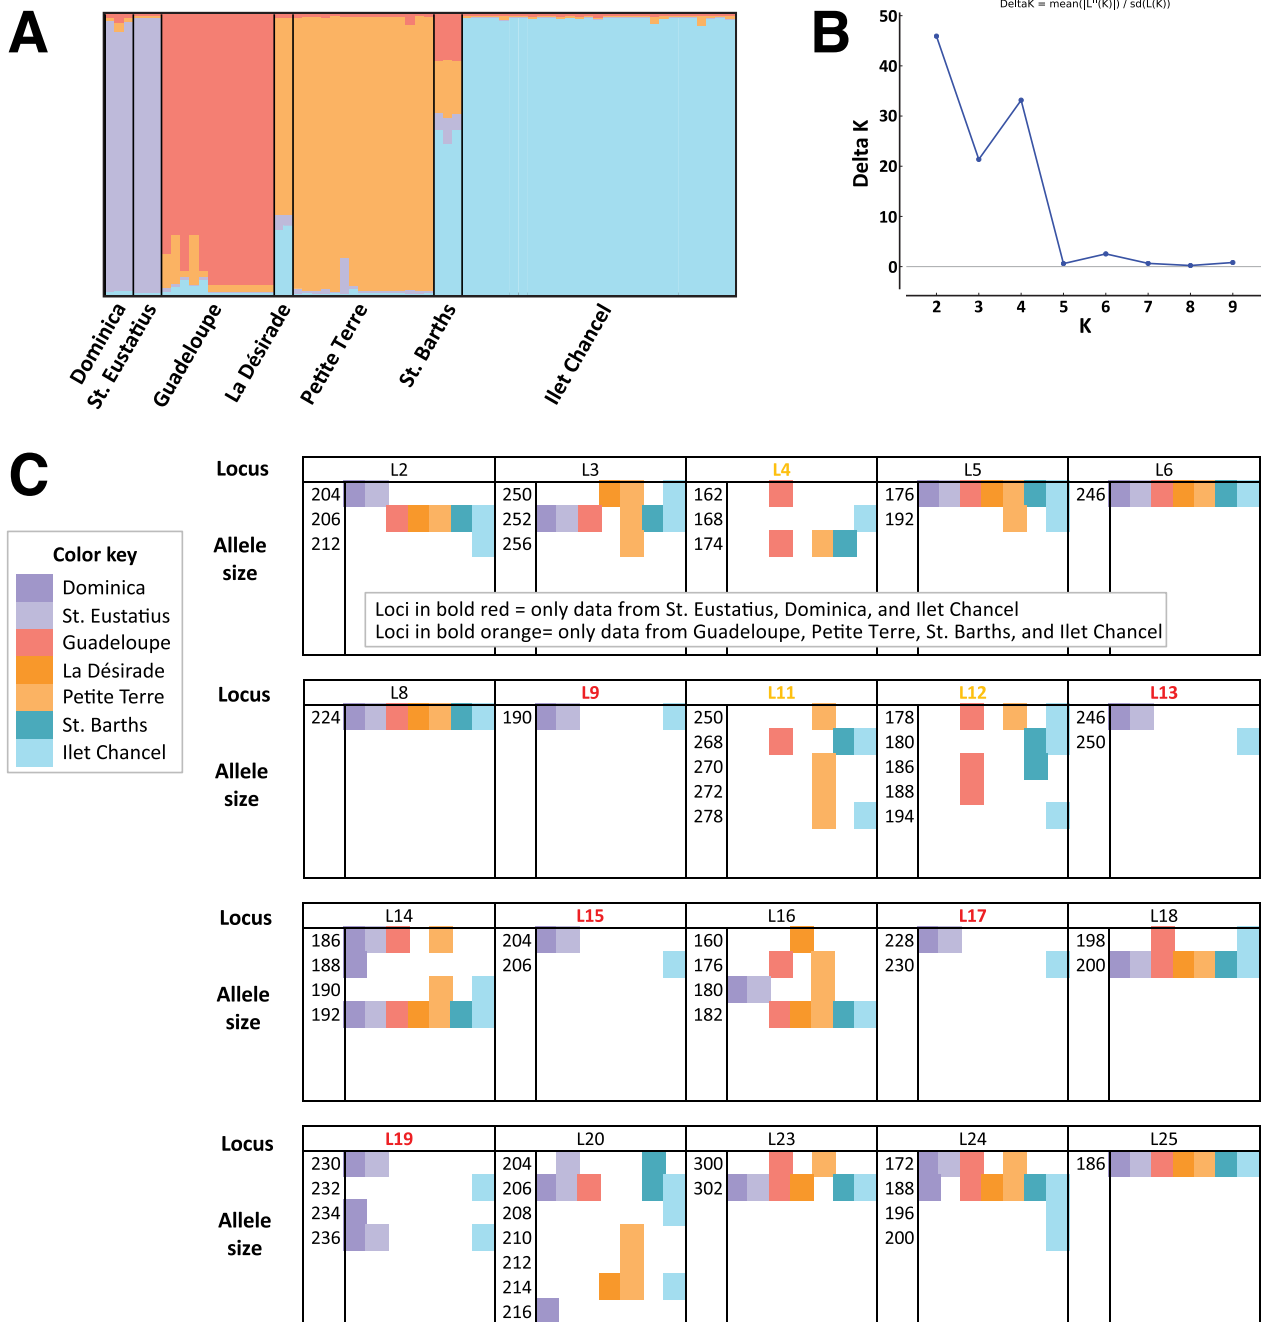 A
Dominica
St. Eustatius
Guadeloupe
La Désirade
Petite Terre
St. Barths
Ilet Chancel
B
DeltaK = mean(|L"(K)|) / sd(L(K))
Delta K
50
40
30
20
10
0
2 3 4 5 6 7 8 9
K
C
Color key
Dominica
St. Eustatius
Guadeloupe
La Désirade
Petite Terre
St. Barths
Ilet Chancel
Locus L2 L3 L4 L5 L6
Allele size
204 250 162 176 246
206 252 168 192
212 256 174
Loci in bold red = only data from St. Eustatius, Dominica, and Ilet Chancel
Loci in bold orange= only data from Guadeloupe, Petite Terre, St. Barths, and Ilet Chancel
Locus L8 L9 L11 L12 L13
Allele size
224 190 250 178 246
268 180 250
270 186
272 188
278 194
Locus L14 L15 L16 L17 L18
Allele size
186 204 160 228 198
188 206 176 230 200
190 180
192 182
Locus L19 L20 L23 L24 L25
Allele size
230 204 300 172 186
232 206 302 188
234 208 196
236 210 200
212
214
216